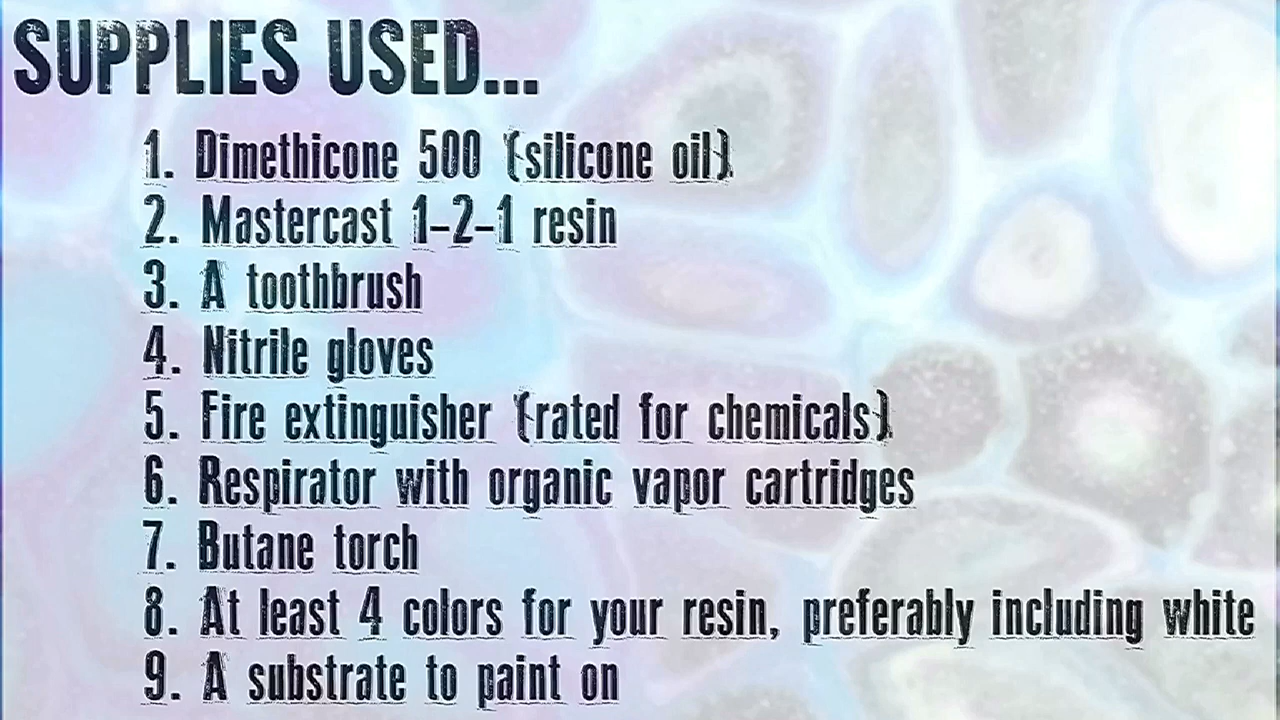 SUPPLIES USED...
1. Dimethicone 500 (silicone oil)
2. Mastercast 1-2-1 resin
3. A toothbrush
4. Nitrile gloves
5. Fire extinguisher (rated for chemicals)
6. Respirator with organic vapor cartridges
7. Butane torch
8. At least 4 colors for your resin, preferably including white
9. A substrate to paint on